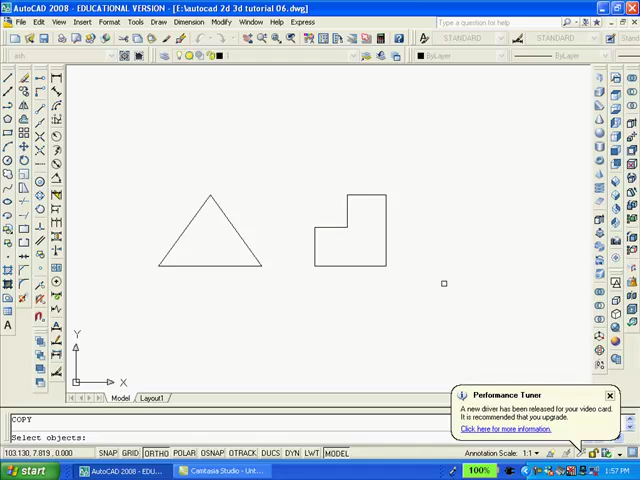 AutoCAD 2008 - EDUCATIONAL VERSION - [E:\autocad 2d 3d tutorial 06.dwg]
File Edit View Insert Format Tools Draw Dimension Modify Window Help Express
Type a question for help
STANDARD
STANDARD
Standa
ash
ByLayer
ByLayer
Y
X
Model
Layout1
Performance Tuner
A new driver has been released for your video card.
It is recommended that you upgrade.
Click here for more information.
COPY
Select objects:
103.130, 7.819, 0.000
SNAP GRID ORTHO POLAR OSNAP OTRACK DUCS DYN LWT MODEL
Annotation Scale: 1:1
start
AutoCAD 2008 - EDU...
Camtasia Studio - Unt...
100%
1:57 PM